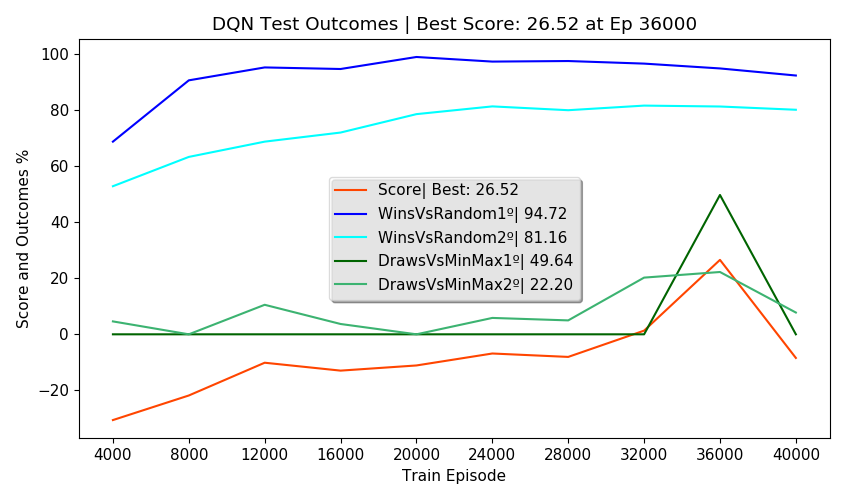 DQN Test Outcomes | Best Score: 26.52 at Ep 36000
100
80
60
40
20
0
−20
Score and Outcomes %
Score| Best: 26.52
WinsVsRandom1º| 94.72
WinsVsRandom2º| 81.16
DrawsVsMinMax1º| 49.64
DrawsVsMinMax2º| 22.20
4000 8000 12000 16000 20000 24000 28000 32000 36000 40000
Train Episode